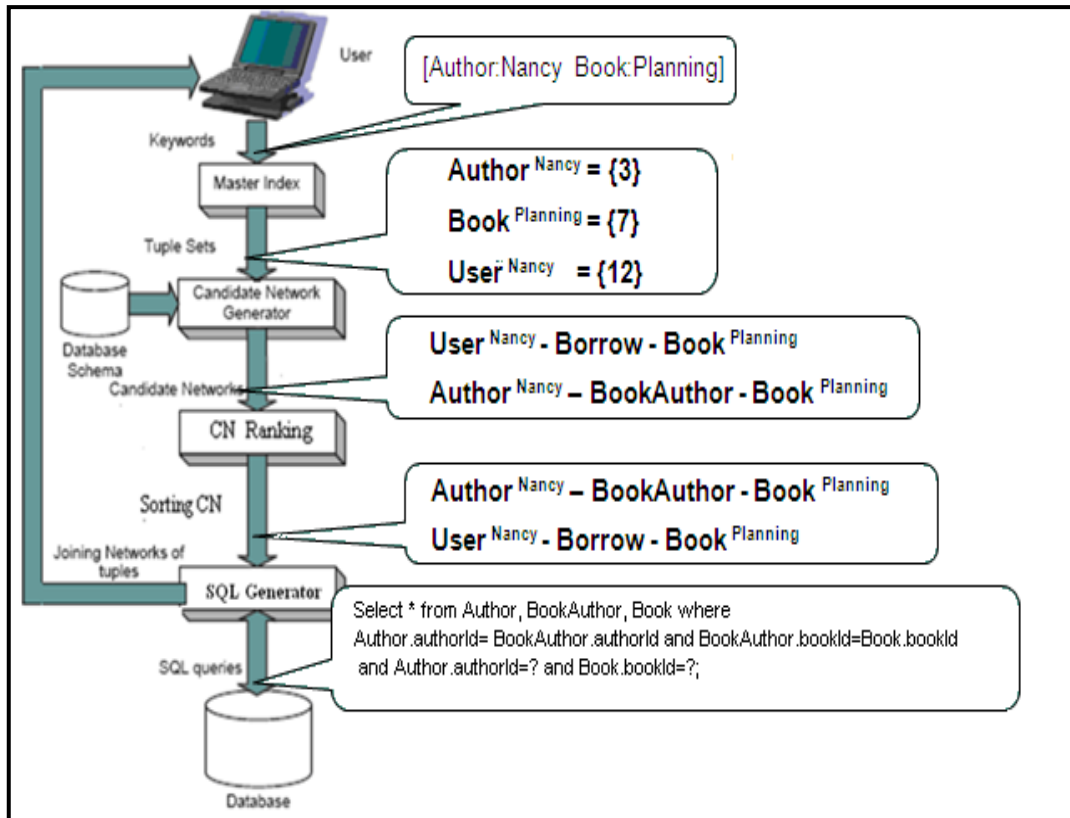 User
[Author:Nancy Book:Planning]
Keywords
Master Index
Author Nancy = {3}
Book Planning = {7}
User Nancy = {12}
Tuple Sets
Candidate Network
Generator
Database
Schema
User Nancy - Borrow - Book Planning
Author Nancy – BookAuthor - Book Planning
Candidate Networks
CN Ranking
Author Nancy – BookAuthor - Book Planning
User Nancy - Borrow - Book Planning
Sorting CN
Joining Networks of
tuples
SQL Generator
Select * from Author, BookAuthor, Book where
Author.authorId= BookAuthor.authorId and BookAuthor.bookId=Book.bookId
and Author.authorId=? and Book.bookId=?;
SQL queries
Database